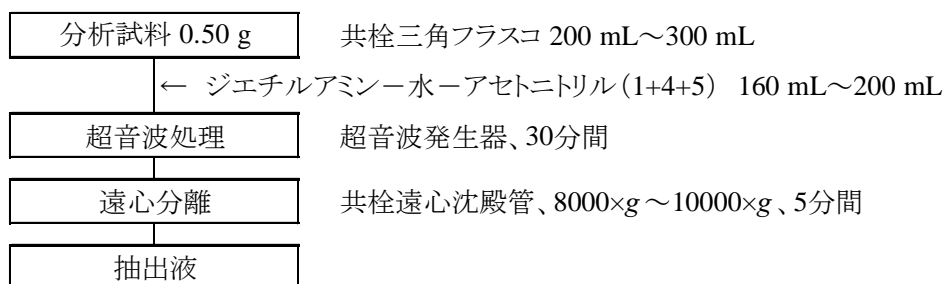 分析試料 0.50 g 共栓三角フラスコ 200 mL～300 mL
← ジエチルアミン－水－アセトニトリル(1+4+5) 160 mL～200 mL
超音波処理 超音波発生器、30分間
遠心分離 共栓遠心沈殿管、8000×g～10000×g、5分間
抽出液